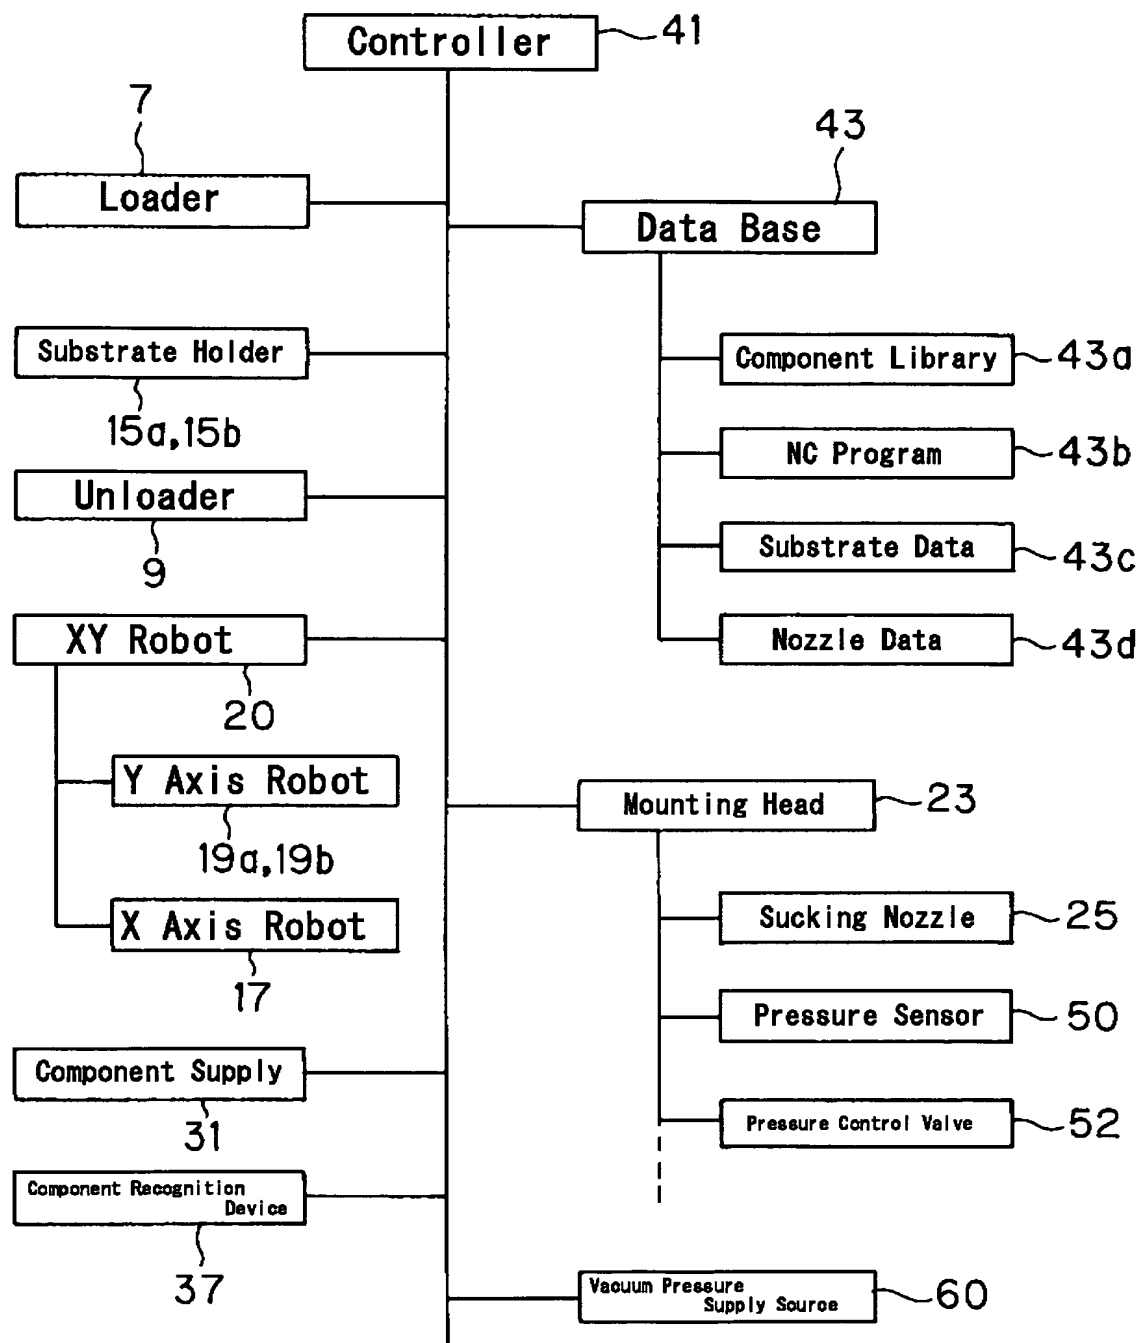 Controller
41
7
Loader
43
Data Base
Substrate Holder
15a,15b
Component Library
43a
NC Program
43b
Unloader
9
Substrate Data
43c
XY Robot
20
Nozzle Data
43d
Y Axis Robot
19a,19b
Mounting Head
23
X Axis Robot
17
Sucking Nozzle
25
Pressure Sensor
50
Component Supply
31
Pressure Control Valve
52
Component Recognition
Device
37
Vacuum Pressure
Supply Source
60